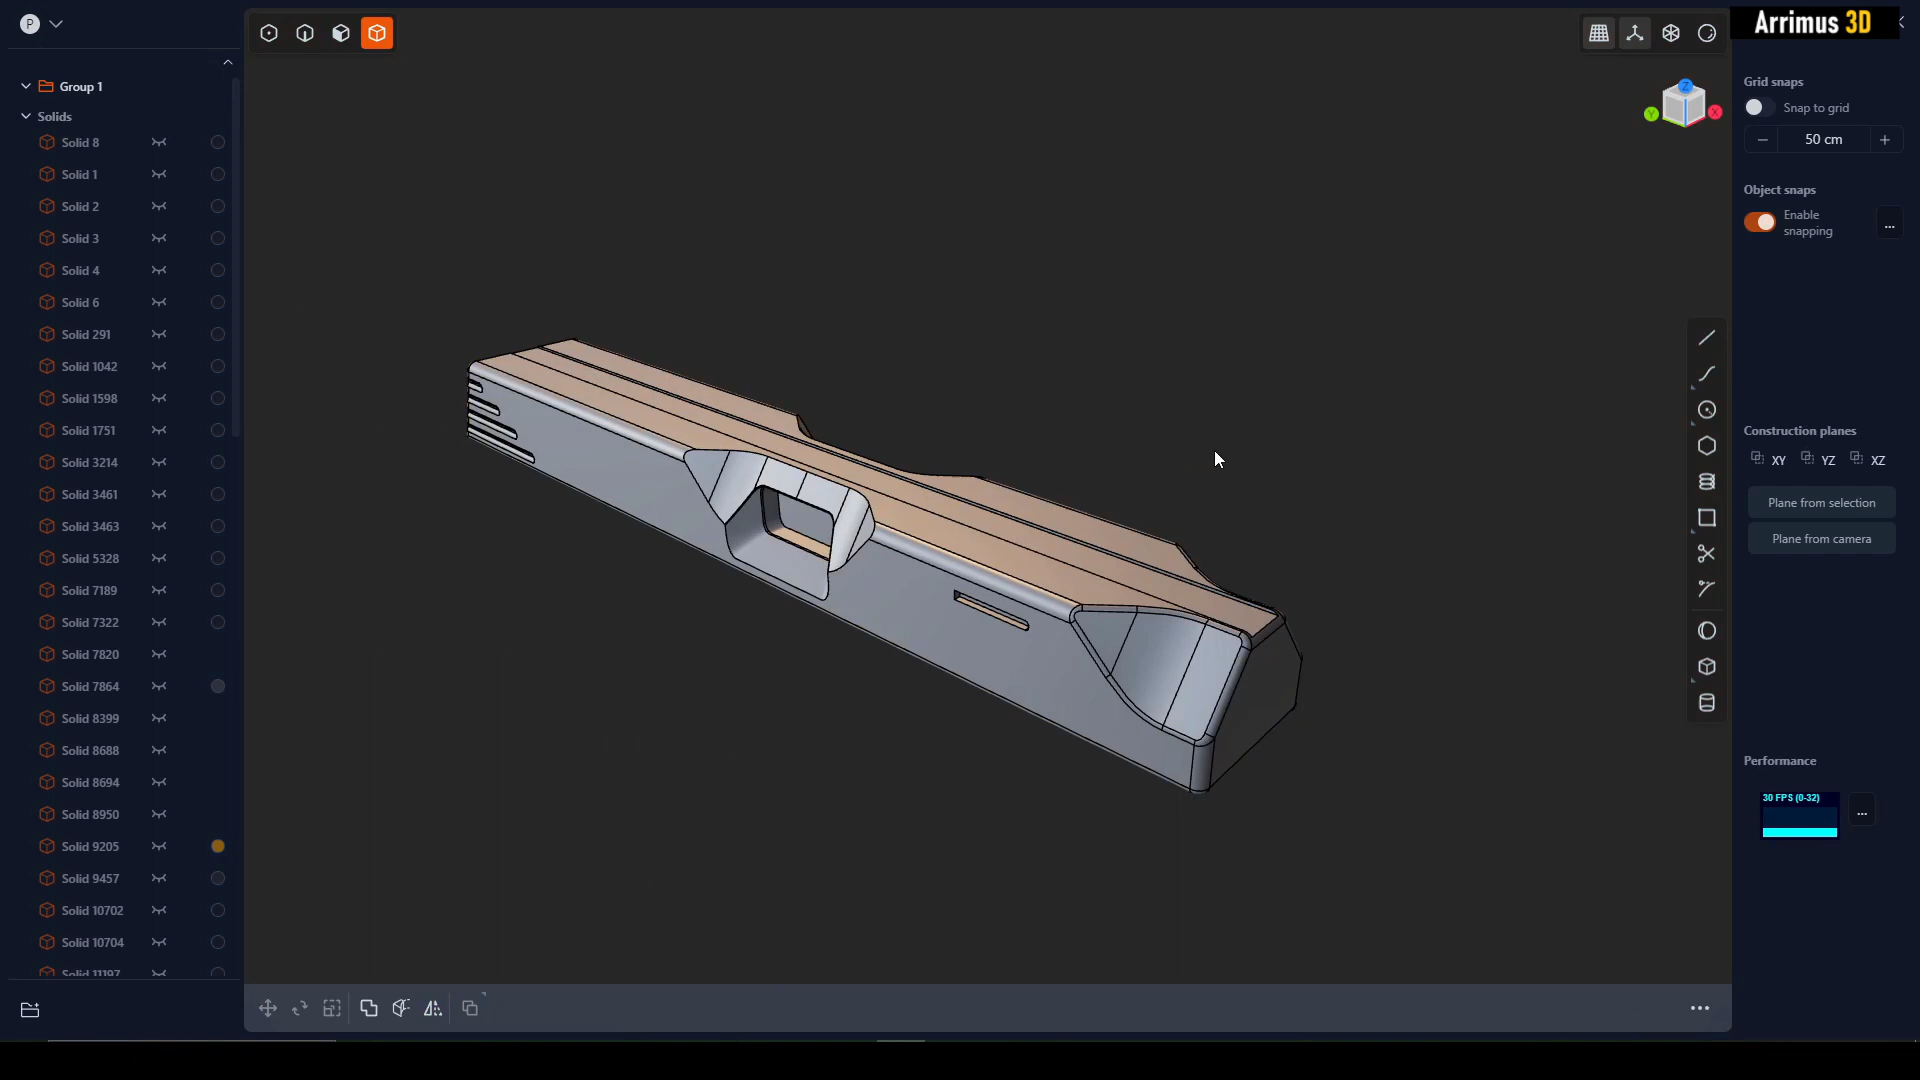 P
Arrimus 3D
Group 1
Solids
Solid 8
Solid 1
Solid 2
Solid 3
Solid 4
Solid 6
Solid 291
Solid 1042
Solid 1598
Solid 1751
Solid 3214
Solid 3461
Solid 3463
Solid 5328
Solid 7189
Solid 7322
Solid 7820
Solid 7864
Solid 8399
Solid 8688
Solid 8694
Solid 8950
Solid 9205
Solid 9457
Solid 10702
Solid 10704
Solid 11197
Z
Y
X
Grid snaps
Snap to grid
50 cm
Object snaps
Enable
snapping
...
Construction planes
XY YZ XZ
Plane from selection
Plane from camera
Performance
30 FPS (0-32)
...